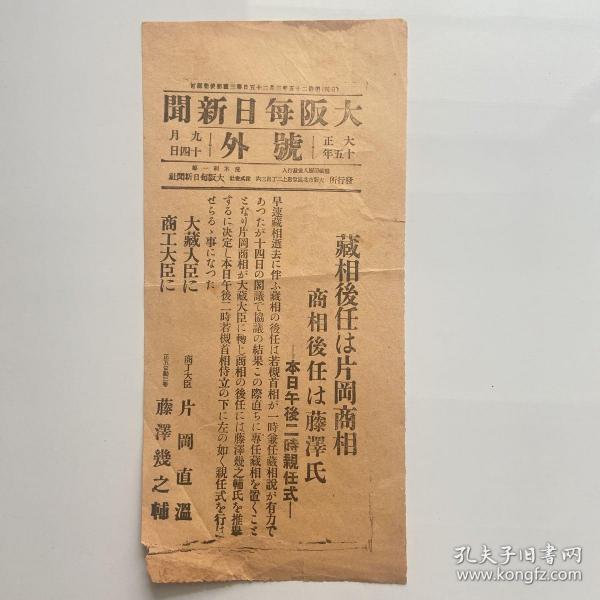 大阪每日新聞
大正十五年
號外
九月十四日
發行所
大阪每日新聞社
藏相後任は片岡商相
商相後任は藤澤氏
―本日午後二時親任式―
早速藏相逝去に伴ふ藏相の後任は若槻首相が一時兼任藏相說が有力で
あつたが十四日の閣議で協議の結果この際直ちに專任藏相を置くこと
となり片岡商相が大藏大臣に轉じ商相の後任には藤澤幾之輔氏を推擧
するに決定し本日午後二時若槻首相侍立の下に左の如く親任式を行は
せらるゝ事になつた
商工大臣 片岡直溫
大藏大臣に
藤澤幾之輔
商工大臣に
孔夫子旧书网
www.kongfz.com